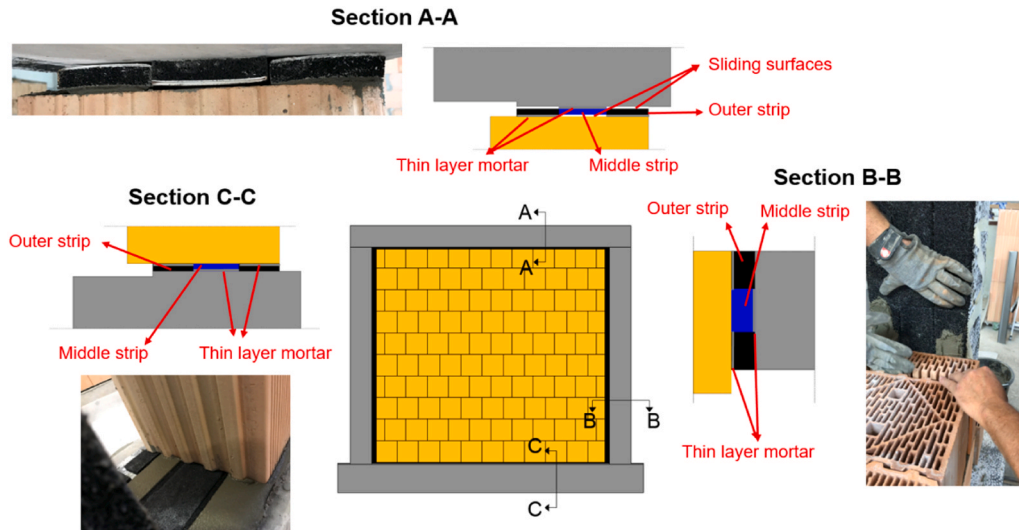 Section A-A
Sliding surfaces
Outer strip
Thin layer mortar
Middle strip
Section C-C
Outer strip
Middle strip
Thin layer mortar
A
A
B
B
C
C
Section B-B
Outer strip
Middle strip
Thin layer mortar